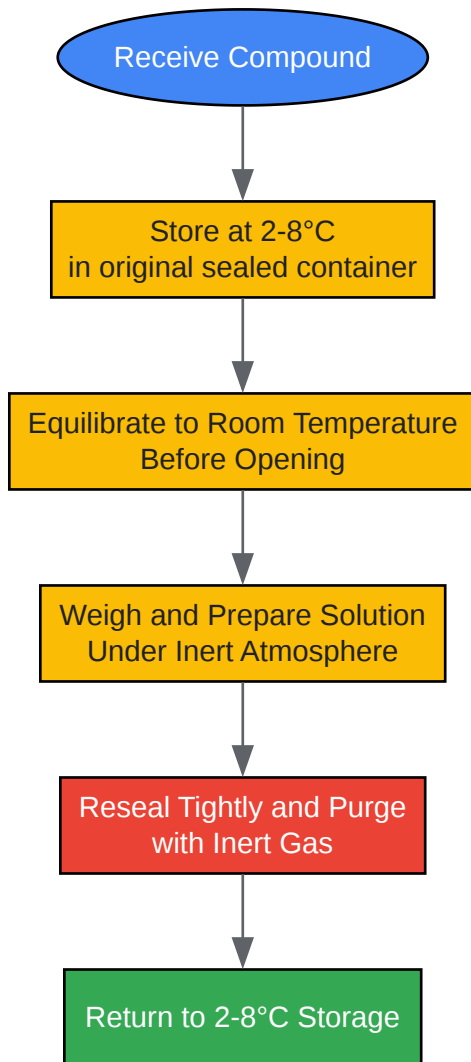 Receive Compound
Store at 2-8°C
in original sealed container
Equilibrate to Room Temperature
Before Opening
Weigh and Prepare Solution
Under Inert Atmosphere
Reseal Tightly and Purge
with Inert Gas
Return to 2-8°C Storage